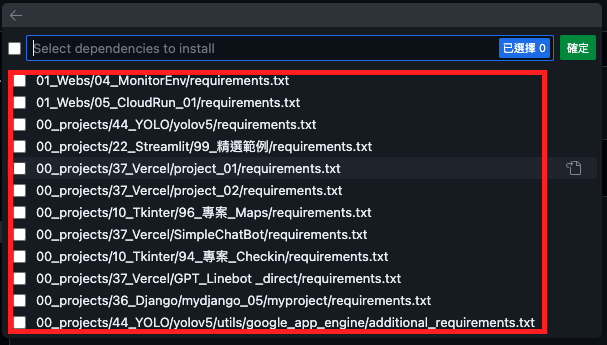 Select dependencies to install
已選擇 0
確定
01_Webs/04_MonitorEnv/requirements.txt
01_Webs/05_CloudRun_01/requirements.txt
00_projects/44_YOLO/yolov5/requirements.txt
00_projects/22_Streamlit/99_精選範例/requirements.txt
00_projects/37_Vercel/project_01/requirements.txt
00_projects/37_Vercel/project_02/requirements.txt
00_projects/10_Tkinter/96_專案_Maps/requirements.txt
00_projects/37_Vercel/SimpleChatBot/requirements.txt
00_projects/10_Tkinter/94_專案_Checkin/requirements.txt
00_projects/37_Vercel/GPT_Linebot _direct/requirements.txt
00_projects/36_Django/mydjango_05/myproject/requirements.txt
00_projects/44_YOLO/yolov5/utils/google_app_engine/additional_requirements.txt